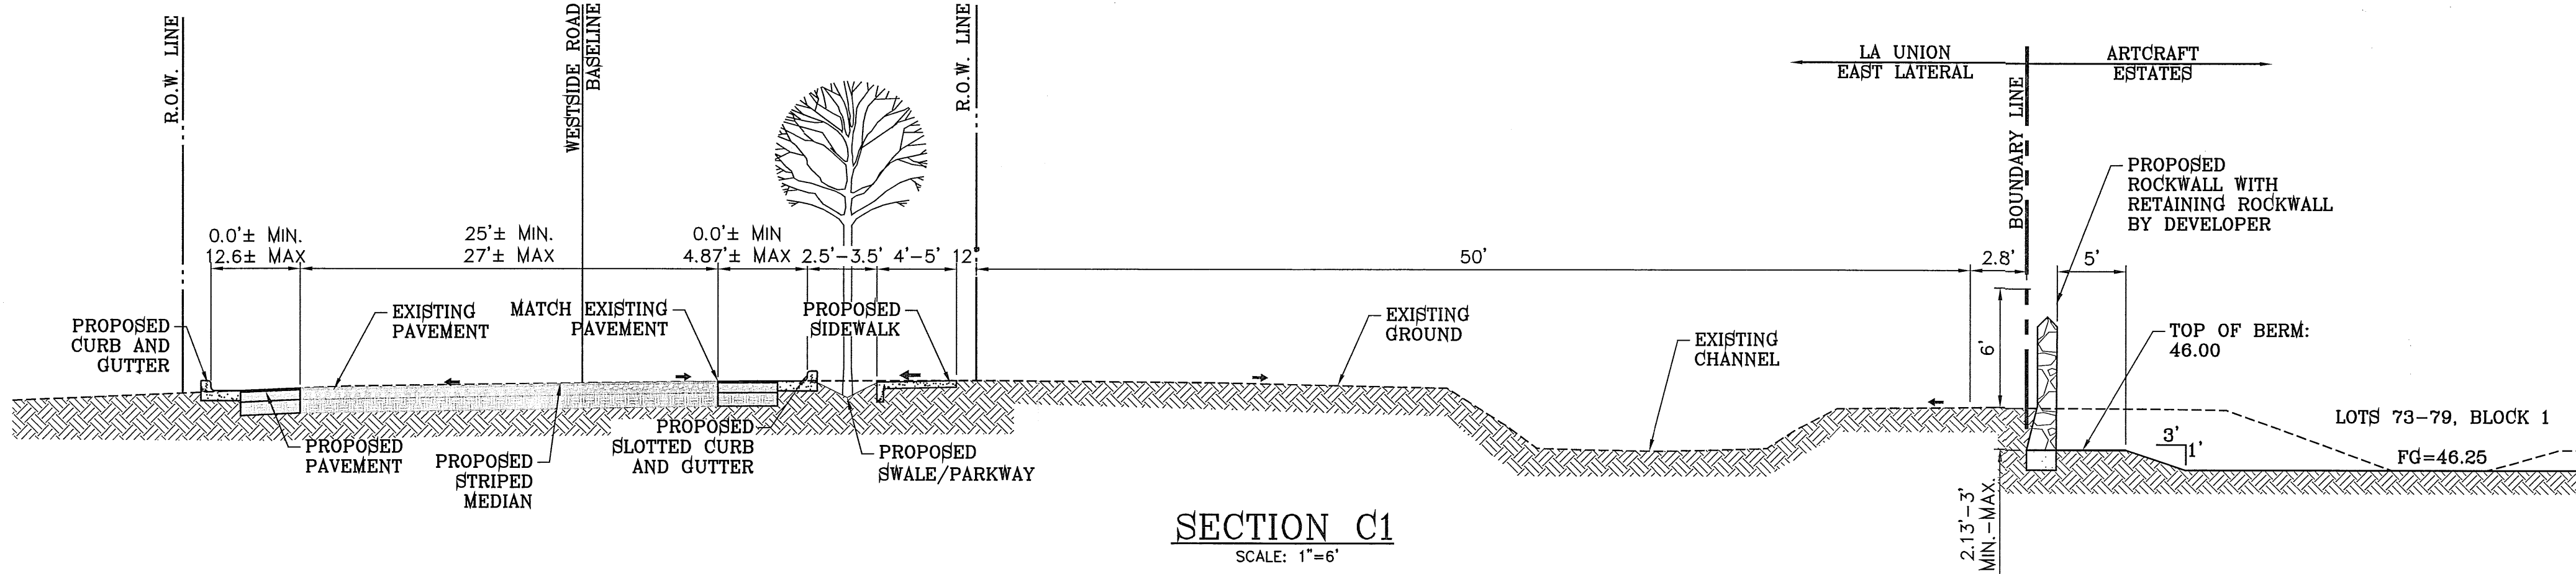 R.O.W. LINE
WESTSIDE ROAD
BASELINE
R.O.W. LINE
LA UNION
EAST LATERAL
ARTCRAFT
ESTATES
BOUNDARY LINE
PROPOSED
ROCKWALL WITH
RETAINING ROCKWALL
BY DEVELOPER
0.0'± MIN.
12.6± MAX
25'± MIN.
27'± MAX
0.0'± MIN
4.87'± MAX
2.5'-3.5'
4'-5'
12"
50'
2.8'
5'
6'
PROPOSED
CURB AND
GUTTER
EXISTING
PAVEMENT
MATCH EXISTING
PAVEMENT
PROPOSED
SIDEWALK
EXISTING
GROUND
EXISTING
CHANNEL
TOP OF BERM:
46.00
LOTS 73-79, BLOCK 1
3'
1'
FG=46.25
PROPOSED
PAVEMENT
PROPOSED
STRIPED
MEDIAN
PROPOSED
SLOTTED CURB
AND GUTTER
PROPOSED
SWALE/PARKWAY
2.13'-3'
MIN.-MAX.
SECTION C1
SCALE: 1"=6'